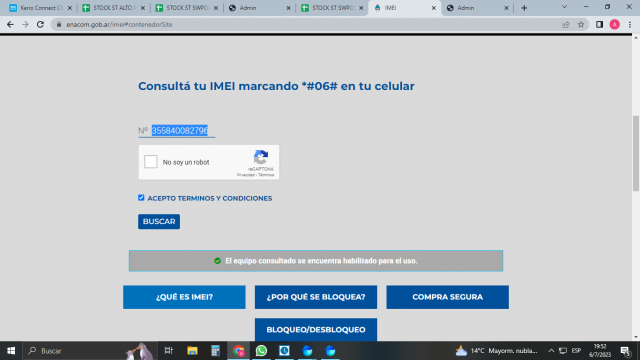 Kerio Connect Cl
STOCK ST ALTO
STOCK ST SWPO
Admin
STOCK ST SWPO
IMEI
Admin
enacom.gob.ar/imei#contenedorSite
A
Consultá tu IMEI marcando *#06# en tu celular
Nº 355840082796
No soy un robot
reCAPTCHA
Privacidad - Términos
ACEPTO TERMINOS Y CONDICIONES
BUSCAR
El equipo consultado se encuentra habilitado para el uso.
¿QUÉ ES IMEI?
¿POR QUÉ SE BLOQUEA?
COMPRA SEGURA
BLOQUEO/DESBLOQUEO
Buscar
14°C Mayorm. nubla...
ESP
19:52
6/7/2023